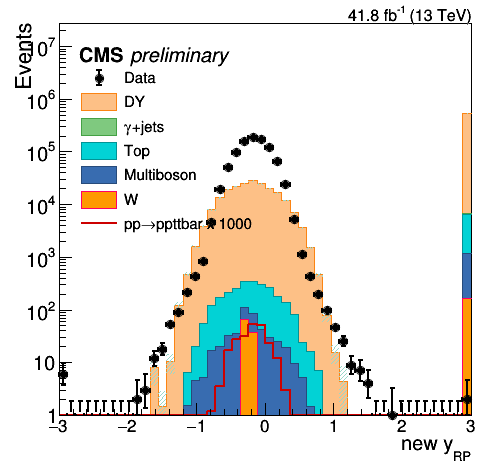 41.8 fb⁻¹ (13 TeV)
Events
CMS preliminary
Data
DY
γ+jets
Top
Multiboson
W
pp→ppttbar x 1000
10⁷
10⁶
10⁵
10⁴
10³
10²
10
1
−3 −2 −1 0 1 2 3
new y_RP